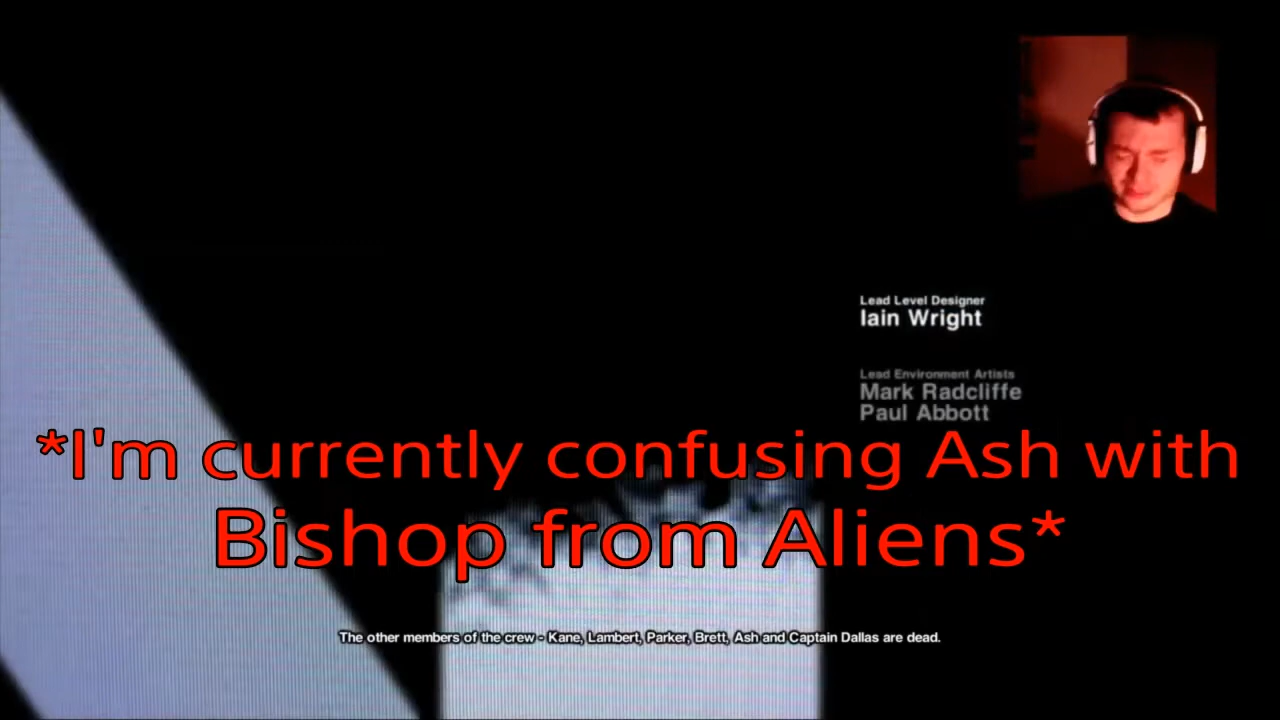 Lead Level Designer
Iain Wright
Lead Environment Artists
Mark Radcliffe
Paul Abbott
*I'm currently confusing Ash with
Bishop from Aliens*
The other members of the crew - Kane, Lambert, Parker, Brett, Ash and Captain Dallas are dead.